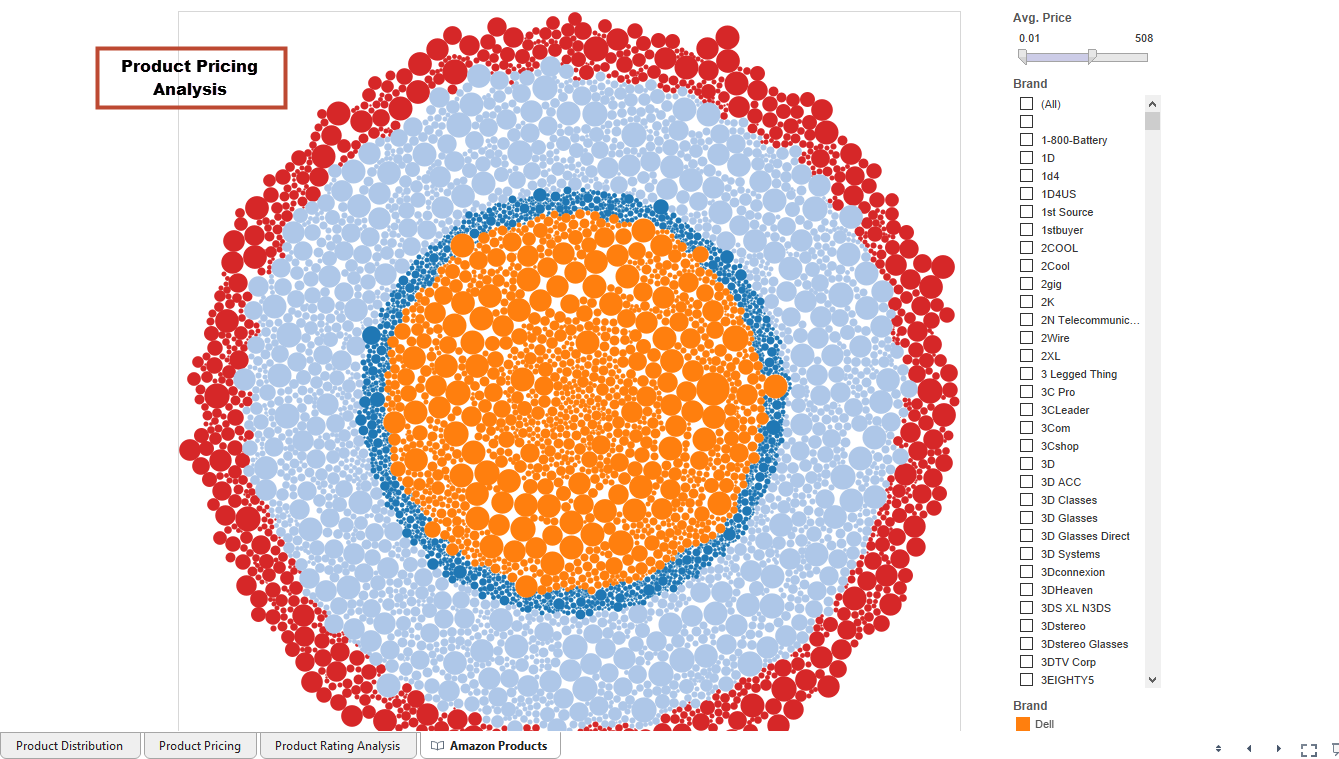 Product Pricing
Analysis
Avg. Price
0.01 508
Brand
(All)
1-800-Battery
1D
1d4
1D4US
1st Source
1stbuyer
2COOL
2Cool
2gig
2K
2N Telecommunic...
2Wire
2XL
3 Legged Thing
3C Pro
3CLeader
3Com
3Cshop
3D
3D ACC
3D Classes
3D Glasses
3D Glasses Direct
3D Systems
3Dconnexion
3DHeaven
3DS XL N3DS
3Dstereo
3Dstereo Glasses
3DTV Corp
3EIGHTY5
Brand
Dell
Product Distribution Product Pricing Product Rating Analysis Amazon Products